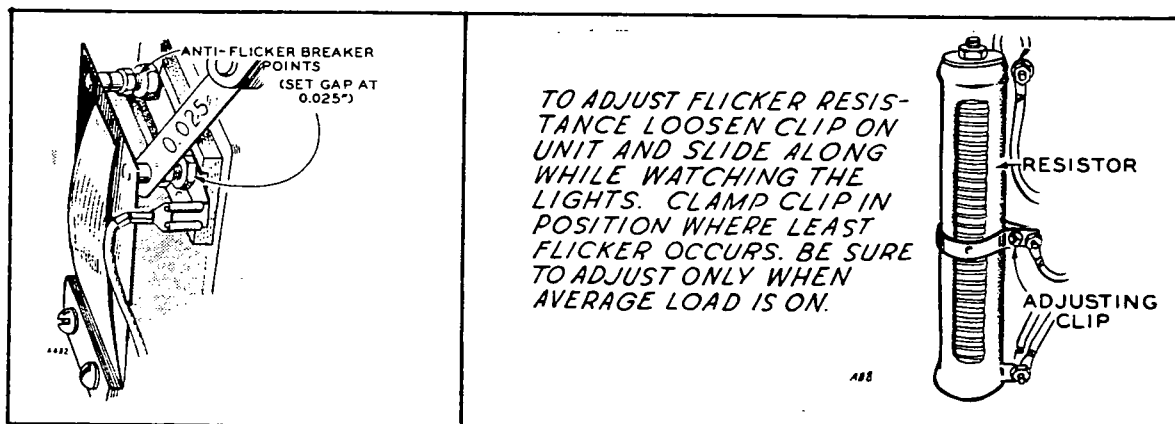 ANTI-FLICKER BREAKER
POINTS
(SET GAP AT
0.025")
0.025"
A482
TO ADJUST FLICKER RESIS-
TANCE LOOSEN CLIP ON
UNIT AND SLIDE ALONG
WHILE WATCHING THE
LIGHTS. CLAMP CLIP IN
POSITION WHERE LEAST
FLICKER OCCURS. BE SURE
TO ADJUST ONLY WHEN
AVERAGE LOAD IS ON.
RESISTOR
ADJUSTING
CLIP